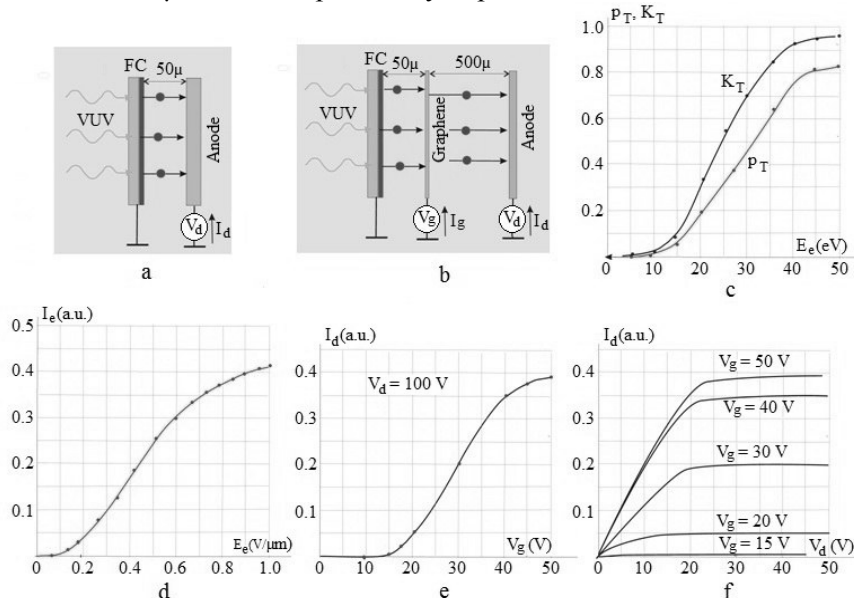 p_T, K_T
FC 50μ
VUV
Anode
V_d I_d
a
FC 50μ 500μ
VUV
Graphene
Anode
V_g I_g V_d I_d
b
1.0
0.8
0.6
0.4
0.2
K_T
p_T
E_e(eV)
0 10 20 30 40 50
c
I_e(a.u.)
0.5
0.4
0.3
0.2
0.1
E_e(V/μm)
0 0.2 0.4 0.6 0.8 1.0
d
I_d(a.u.)
V_d = 100 V
0.4
0.3
0.2
0.1
V_g (V)
0 10 20 30 40 50
e
I_d(a.u.)
V_g = 50 V
0.4
V_g = 40 V
0.3
V_g = 30 V
0.2
0.1
V_g = 20 V
V_g = 15 V V_d (V)
0 10 20 30 40 50
f